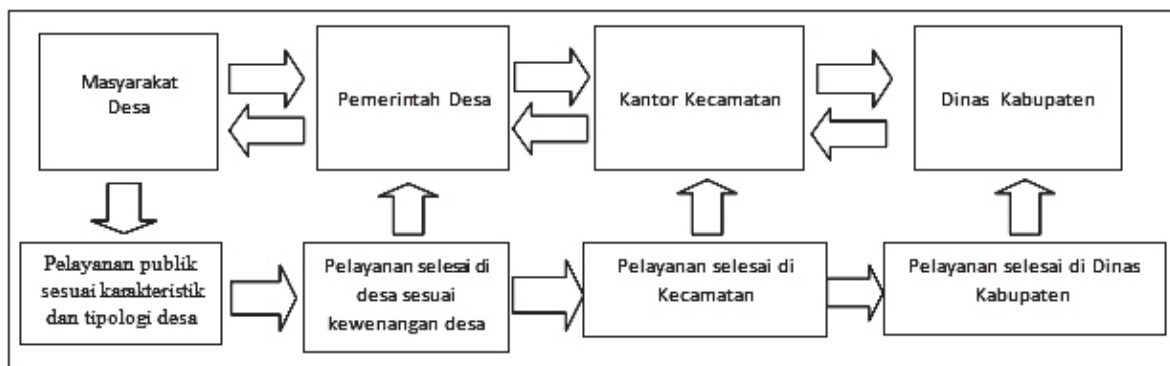 Masyarakat
Desa
Pemerintah Desa
Kantor Kecamatan
Dinas Kabupaten
Pelayanan publik
sesuai karakteristik
dan tipologi desa
Pelayanan selesai di
desa sesuai
kewenangan desa
Pelayanan selesai di
Kecamatan
Pelayanan selesai di Dinas
Kabupaten